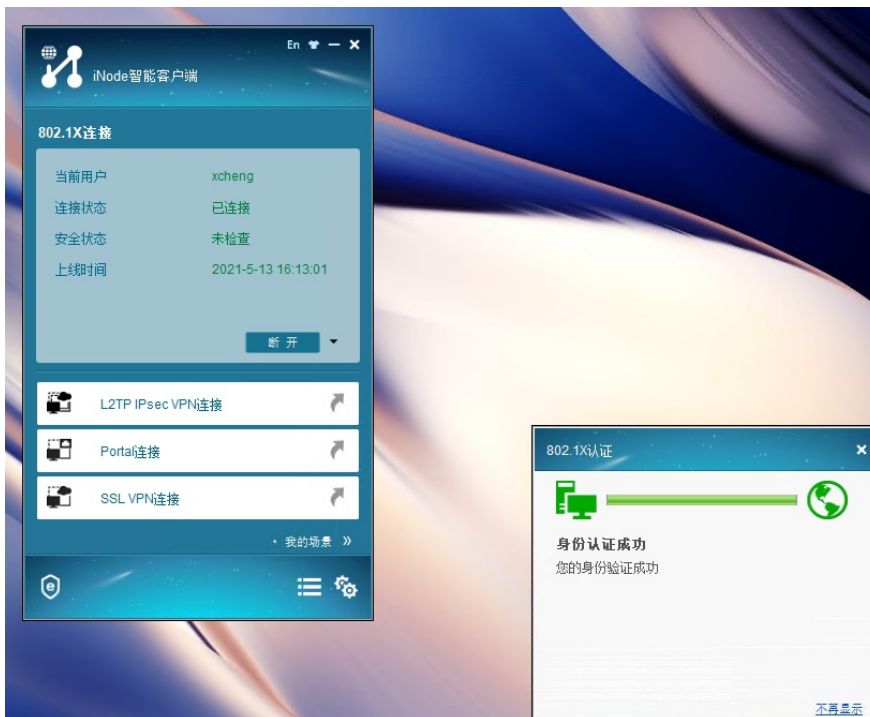 En
iNode智能客户端
802.1X连接
当前用户 xcheng
连接状态 已连接
安全状态 未检查
上线时间 2021-5-13 16:13:01
断 开
L2TP IPsec VPN连接
Portal连接
SSL VPN连接
· 我的场景 »
802.1X认证
身份认证成功
您的身份验证成功
不再显示